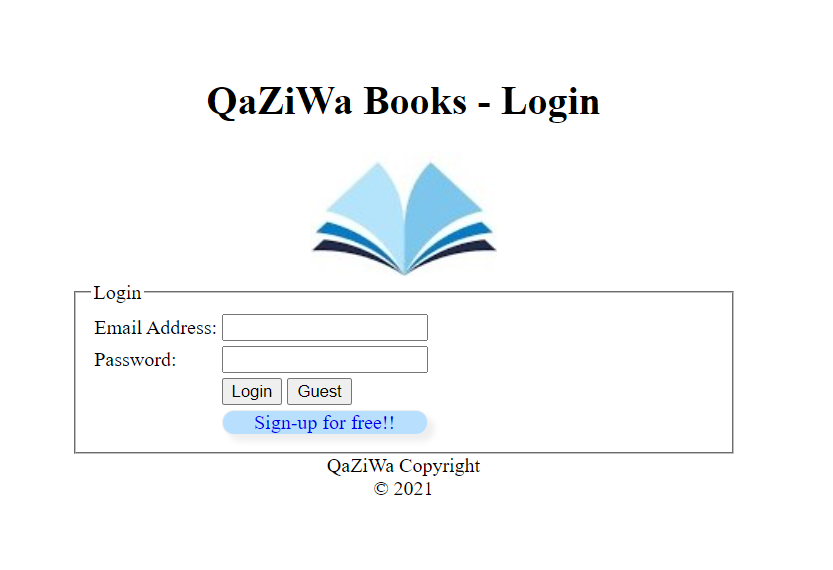 QaZiWa Books - Login
Login
Email Address:
Password:
Login Guest
Sign-up for free!!
QaZiWa Copyright
© 2021